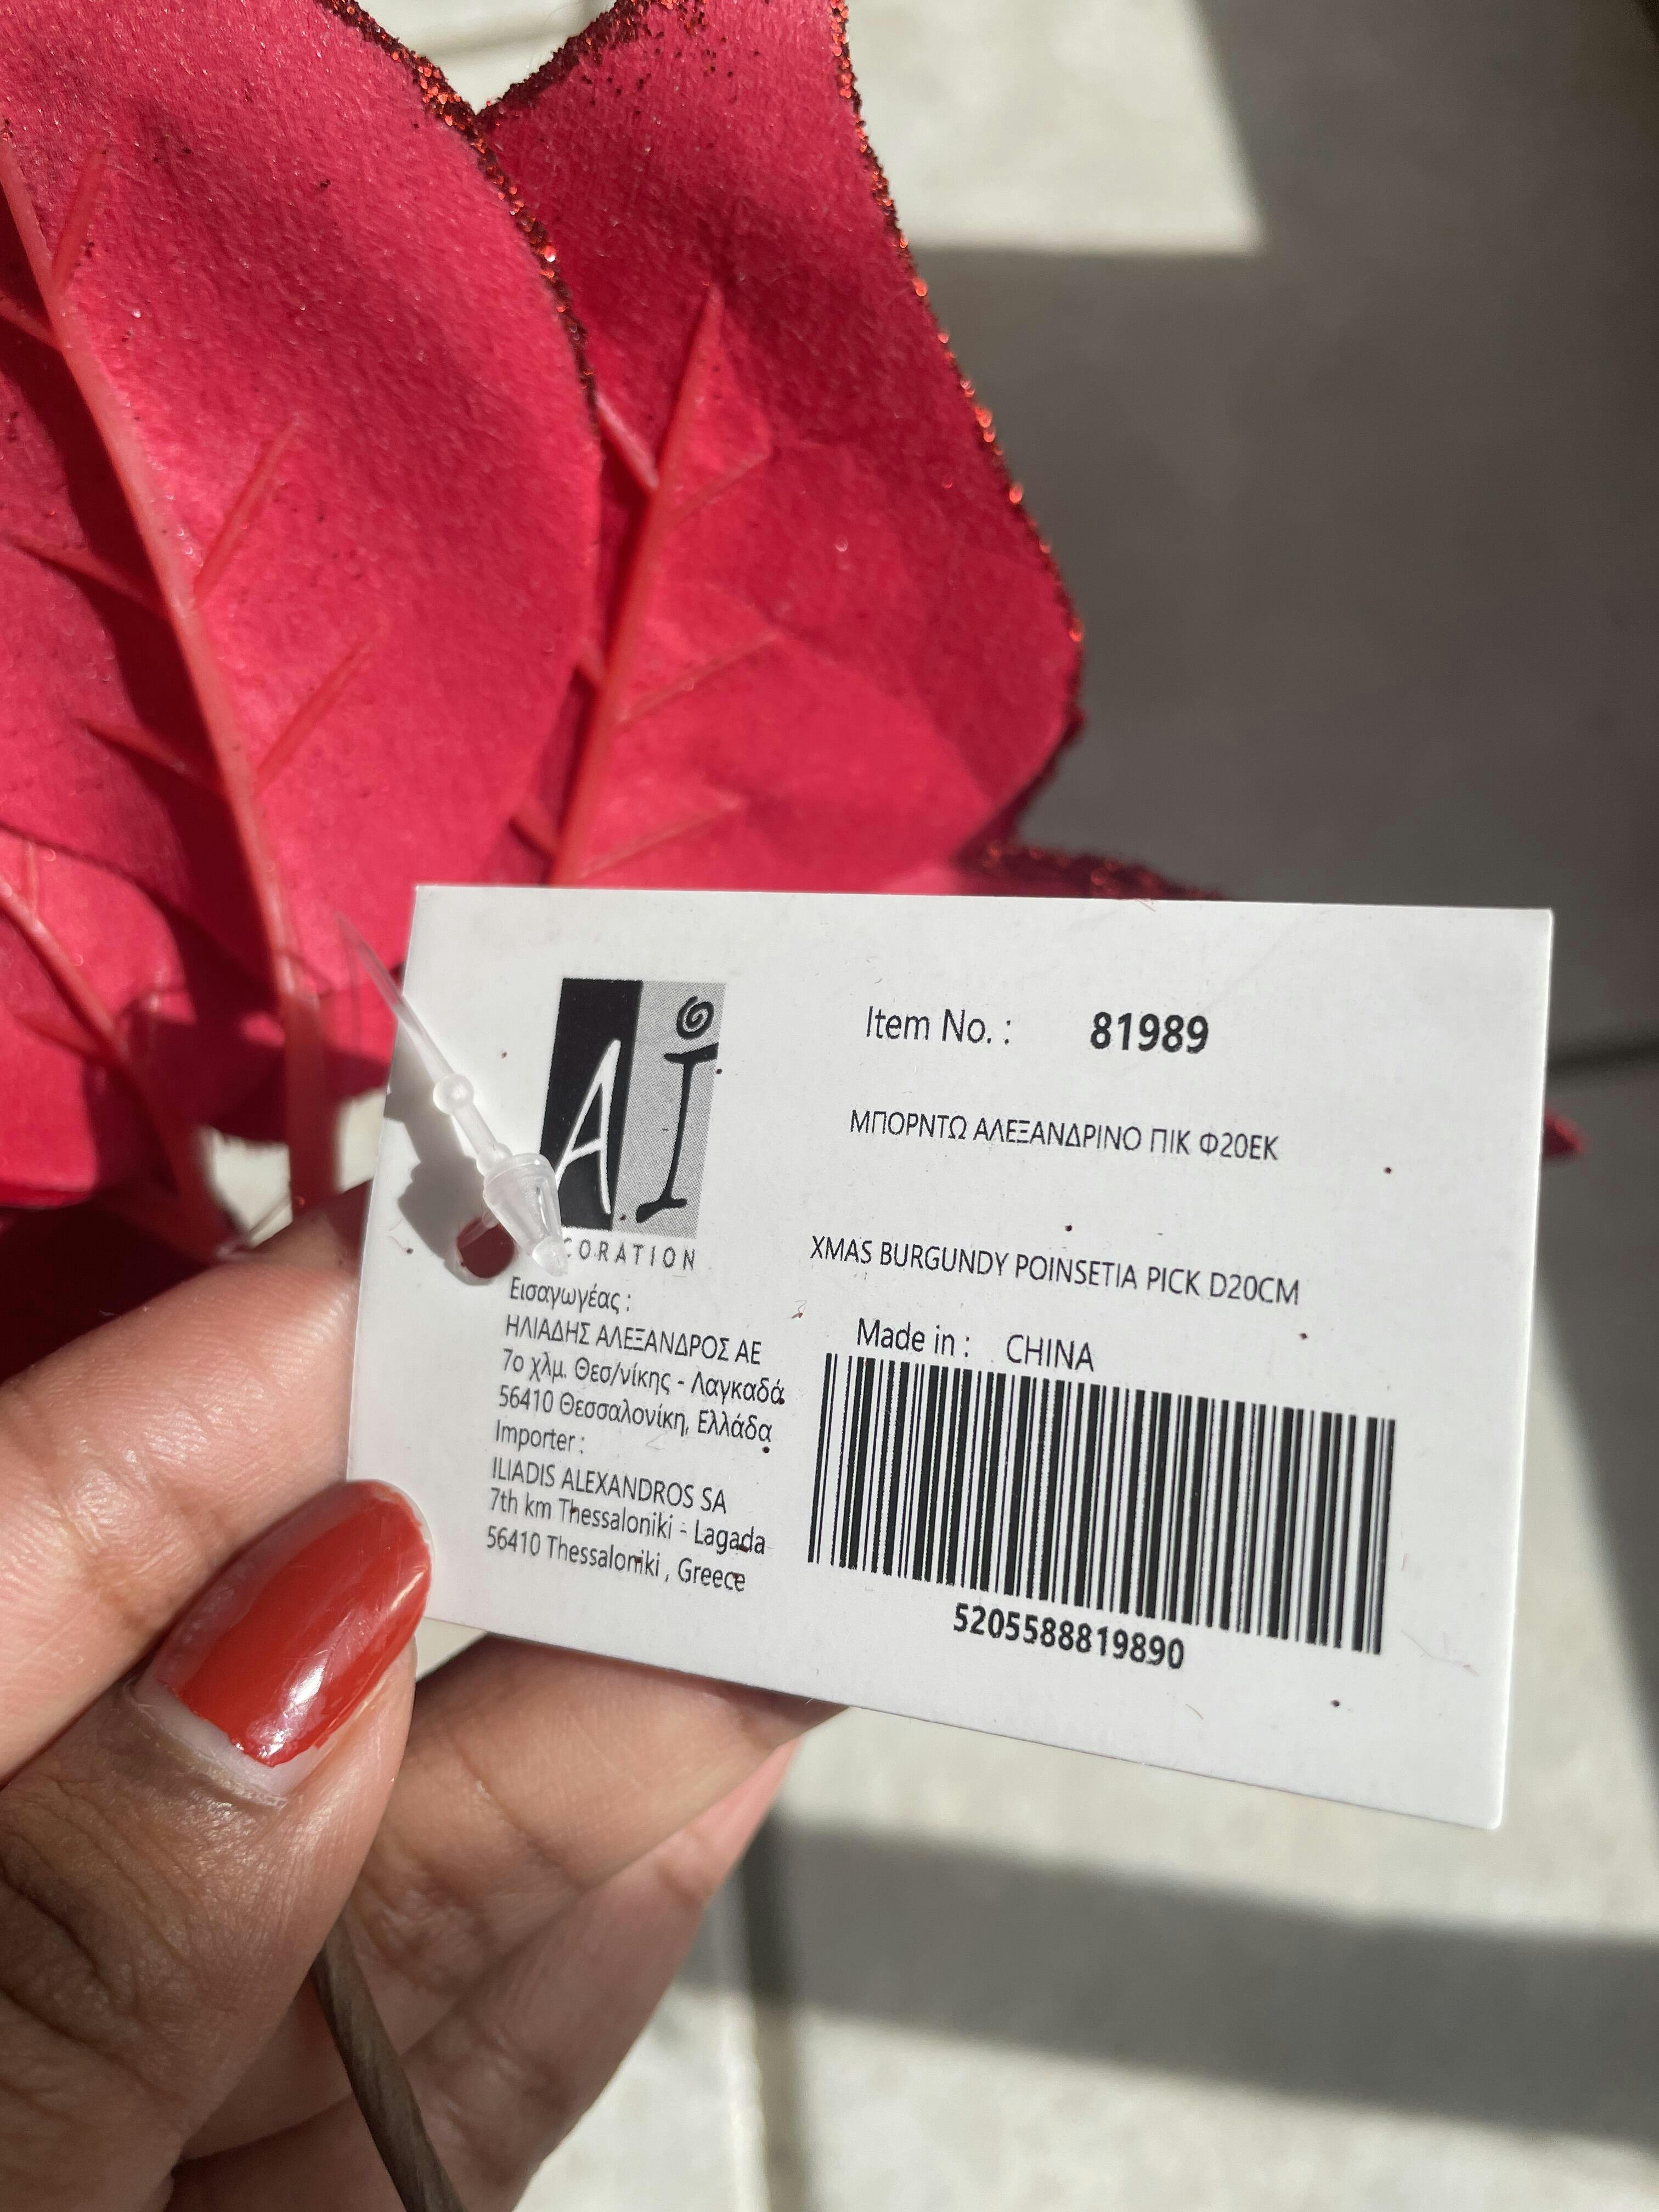 A.I
CORATION
Εισαγωγέας :
ΗΛΙΑΔΗΣ ΑΛΕΞΑΝΔΡΟΣ ΑΕ
7ο χλμ. Θεσ/νίκης - Λαγκαδά
56410 Θεσσαλονίκη, Ελλάδα
Importer :
ILIADIS ALEXANDROS SA
7th km Thessaloniki - Lagada
56410 Thessaloniki , Greece
Item No. : 81989
ΜΠΟΡΝΤΩ ΑΛΕΞΑΝΔΡΙΝΟ ΠΙΚ Φ20ΕΚ
XMAS BURGUNDY POINSETIA PICK D20CM
Made in : CHINA
5205588819890